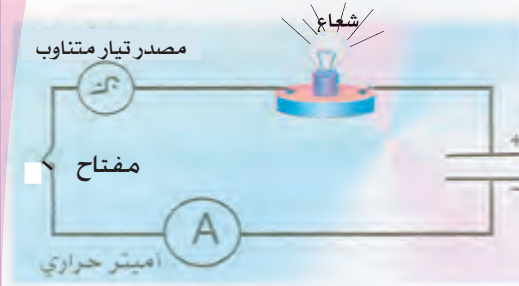 شعاع
مصدر تيار متناوب
مفتاح
+
A
−
أميتر حراري